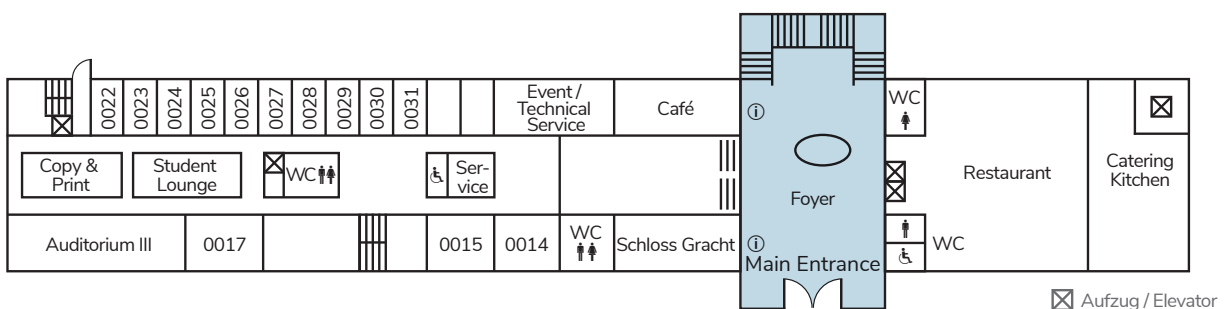 0022
0023
0024
0025
0026
0027
0028
0029
0030
0031
Event /
Technical
Service
Café
i
WC
Copy &
Print
Student
Lounge
WC
Ser-
vice
Foyer
Restaurant
Catering
Kitchen
Auditorium III
0017
0015
0014
WC
Schloss Gracht
i
Main Entrance
WC
Aufzug / Elevator